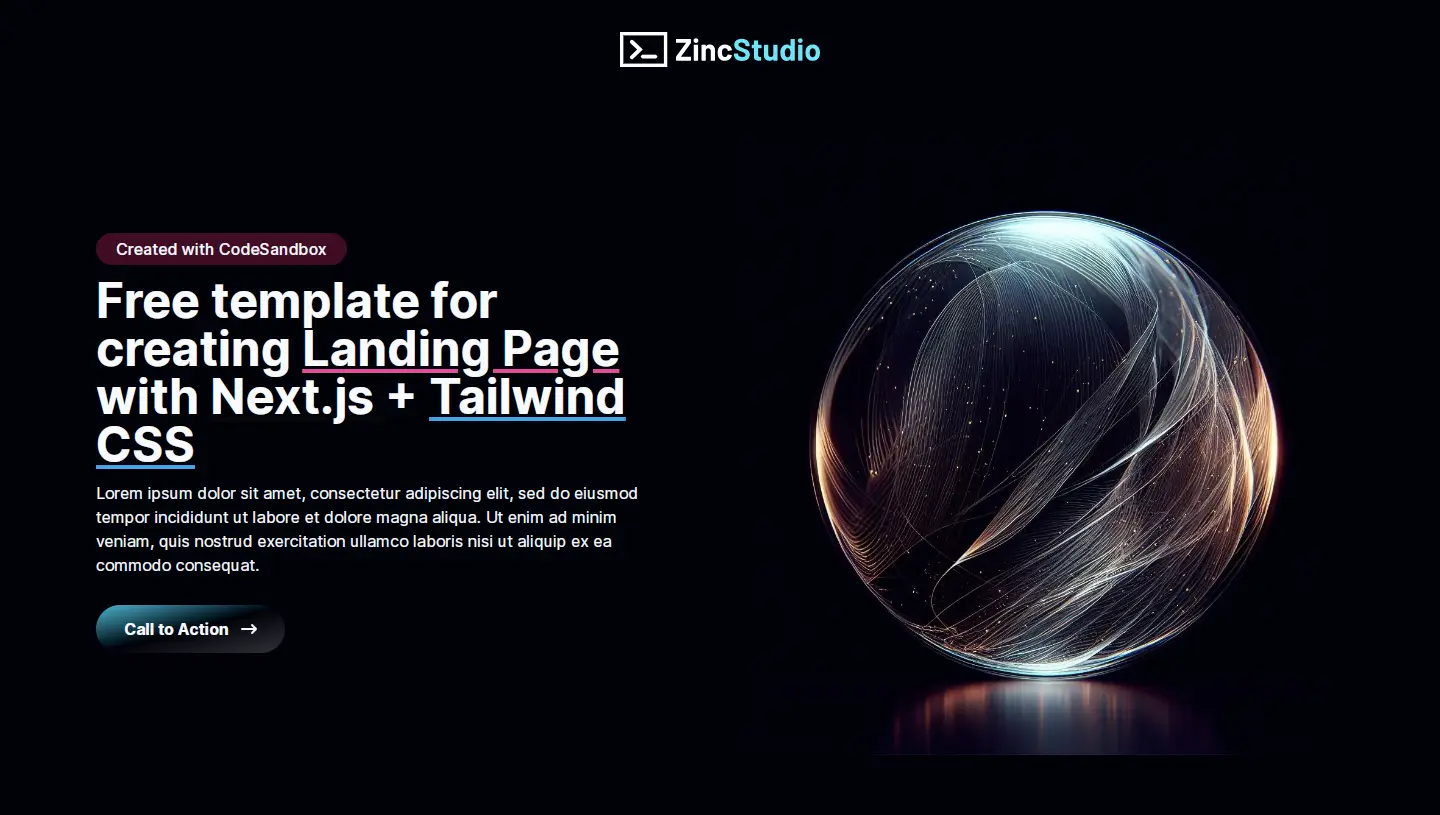 ZincStudio
Created with CodeSandbox
Free template for
creating Landing Page
with Next.js + Tailwind
CSS
Lorem ipsum dolor sit amet, consectetur adipiscing elit, sed do eiusmod
tempor incididunt ut labore et dolore magna aliqua. Ut enim ad minim
veniam, quis nostrud exercitation ullamco laboris nisi ut aliquip ex ea
commodo consequat.
Call to Action →